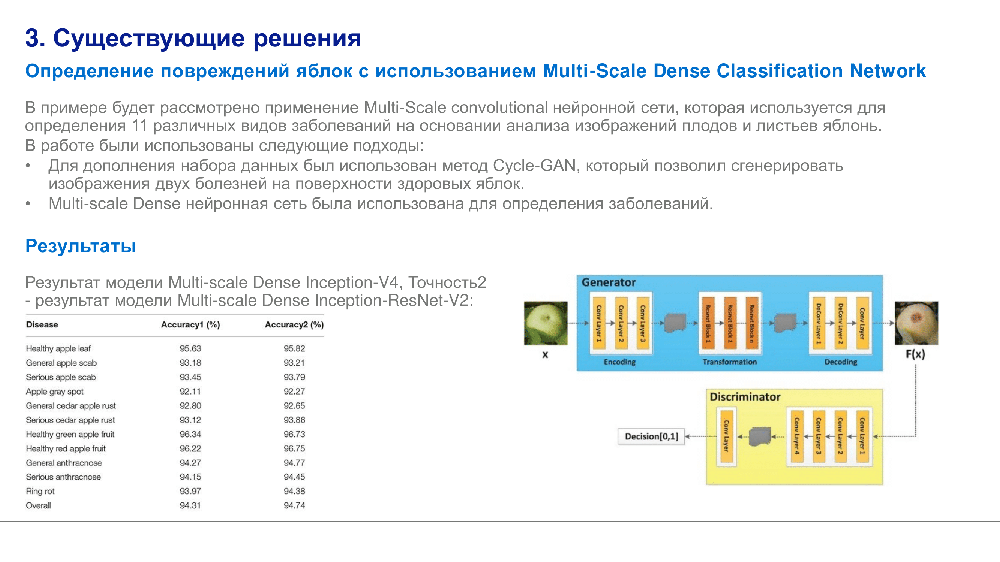 3. Существующие решения
Определение повреждений яблок с использованием Multi-Scale Dense Classification Network
В примере будет рассмотрено применение Multi-Scale convolutional нейронной сети, которая используется для
определения 11 различных видов заболеваний на основании анализа изображений плодов и листьев яблонь.
В работе были использованы следующие подходы:
• Для дополнения набора данных был использован метод Cycle-GAN, который позволил сгенерировать
изображения двух болезней на поверхности здоровых яблок.
• Multi-scale Dense нейронная сеть была использована для определения заболеваний.
Результаты
Результат модели Multi-scale Dense Inception-V4, Точность2
- результат модели Multi-scale Dense Inception-ResNet-V2:
Disease Accuracy1 (%) Accuracy2 (%)
Healthy apple leaf 95.63 95.82
General apple scab 93.18 93.21
Serious apple scab 93.45 93.79
Apple gray spot 92.11 92.27
General cedar apple rust 92.80 92.65
Serious cedar apple rust 93.12 93.86
Healthy green apple fruit 96.34 96.73
Healthy red apple fruit 96.22 96.75
General anthracnose 94.27 94.77
Serious anthracnose 94.15 94.45
Ring rot 93.97 94.38
Overall 94.31 94.74
Generator
Conv Layer 1
Conv Layer 2
Conv Layer 3
Resnet Block 1
Resnet Block 2
Resnet Block n
DeConv Layer 1
DeConv Layer 2
Conv Layer
x
F(x)
Encoding
Transformation
Decoding
Discriminator
Decision[0,1]
Conv Layer
Conv Layer 4
Conv Layer 3
Conv Layer 2
Conv Layer 1